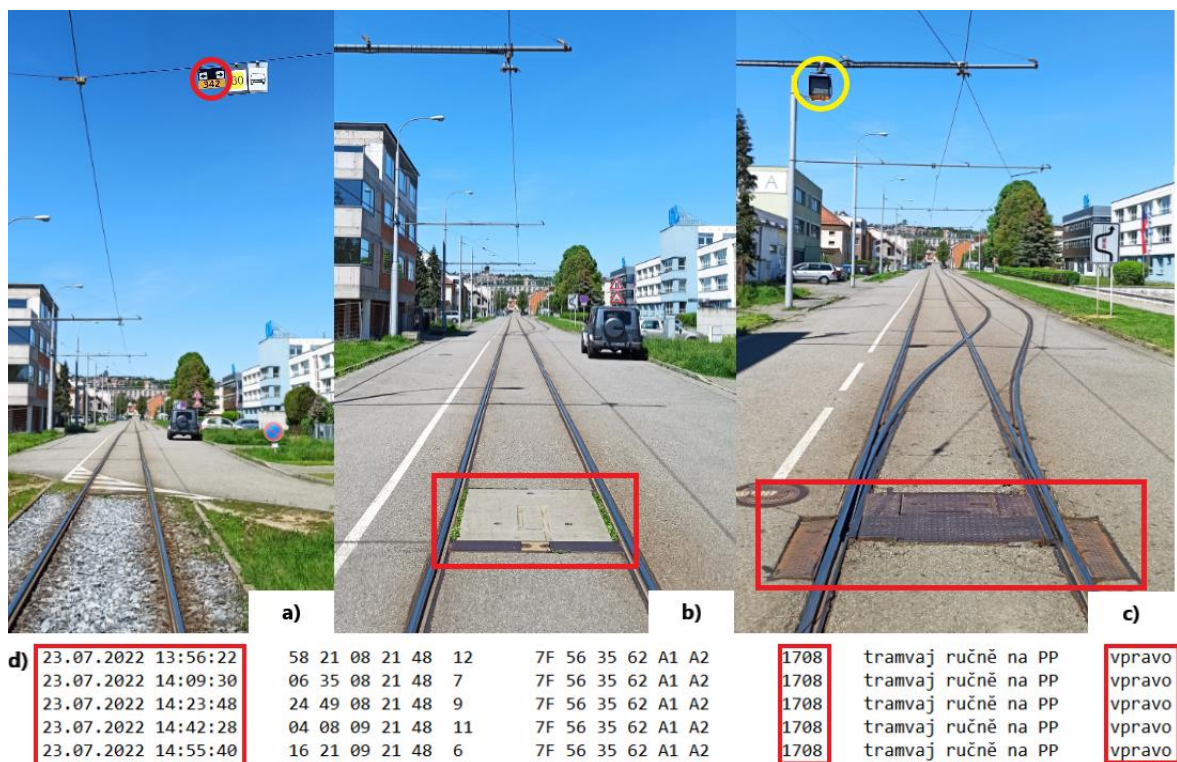 342
30
A
a)
b)
c)
d) 23.07.2022 13:56:22 58 21 08 21 48 12 7F 56 35 62 A1 A2 1708 tramvaj ručně na PP vpravo
23.07.2022 14:09:30 06 35 08 21 48 7 7F 56 35 62 A1 A2 1708 tramvaj ručně na PP vpravo
23.07.2022 14:23:48 24 49 08 21 48 9 7F 56 35 62 A1 A2 1708 tramvaj ručně na PP vpravo
23.07.2022 14:42:28 04 08 09 21 48 11 7F 56 35 62 A1 A2 1708 tramvaj ručně na PP vpravo
23.07.2022 14:55:40 16 21 09 21 48 6 7F 56 35 62 A1 A2 1708 tramvaj ručně na PP vpravo